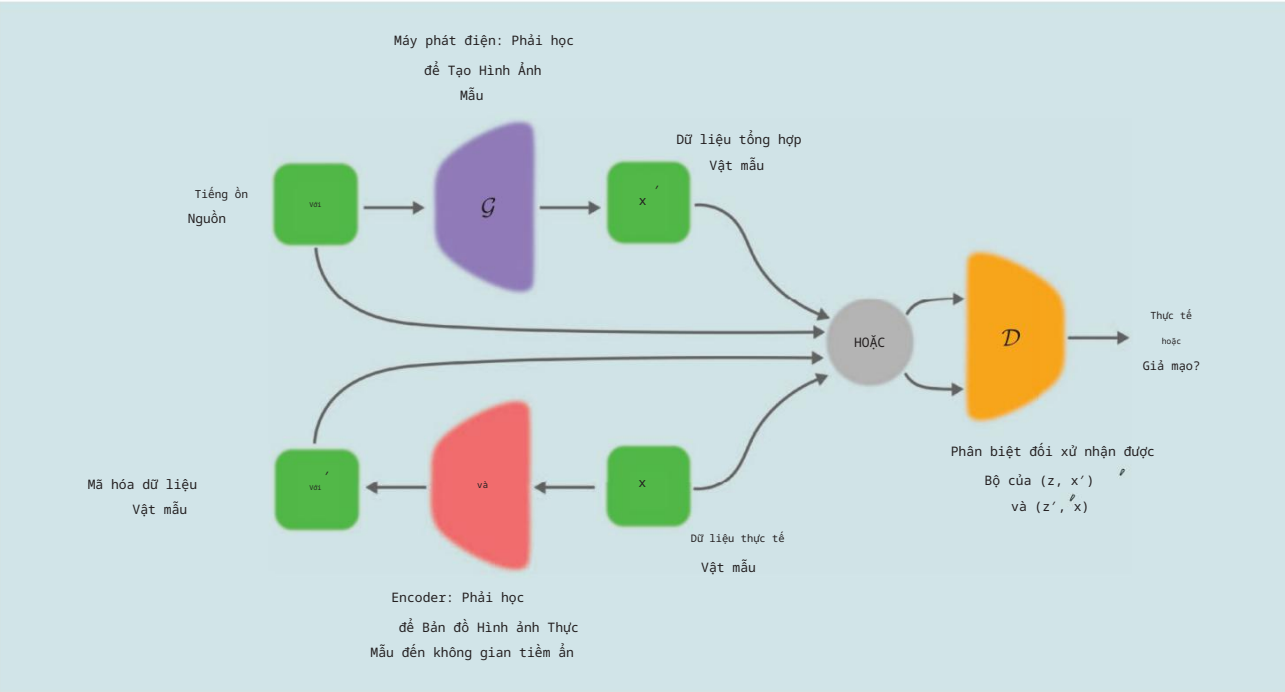 Máy phát điện: Phải học
để Tạo Hình Ảnh
Mẫu
Dữ liệu tổng hợp
Vật mẫu
Tiếng ồn
Nguồn
Với
G
x ′
HOẶC
D
Thực tế
hoặc
Giả mạo?
Phân biệt đối xử nhận được
Bộ của (z, x′)
và (z′, x)
Mã hóa dữ liệu
Vật mẫu
Với ′
và
x
Dữ liệu thực tế
Vật mẫu
Encoder: Phải học
để Bản đồ Hình ảnh Thực
Mẫu đến không gian tiềm ẩn